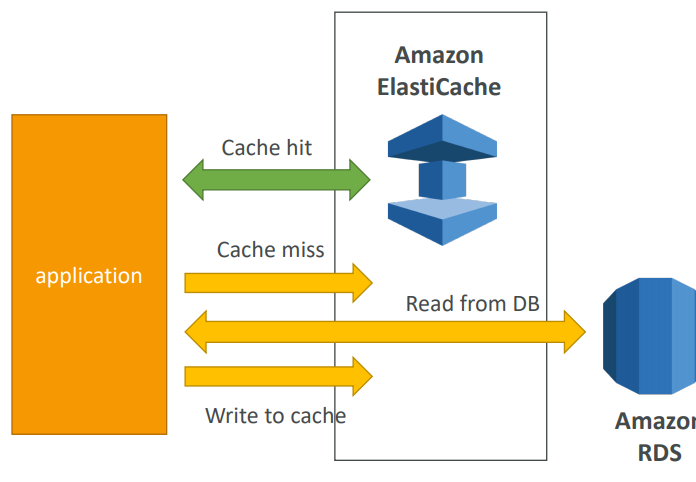 Amazon
ElastiCache
Cache hit
Cache miss
application
Read from DB
Write to cache
Amazon
RDS